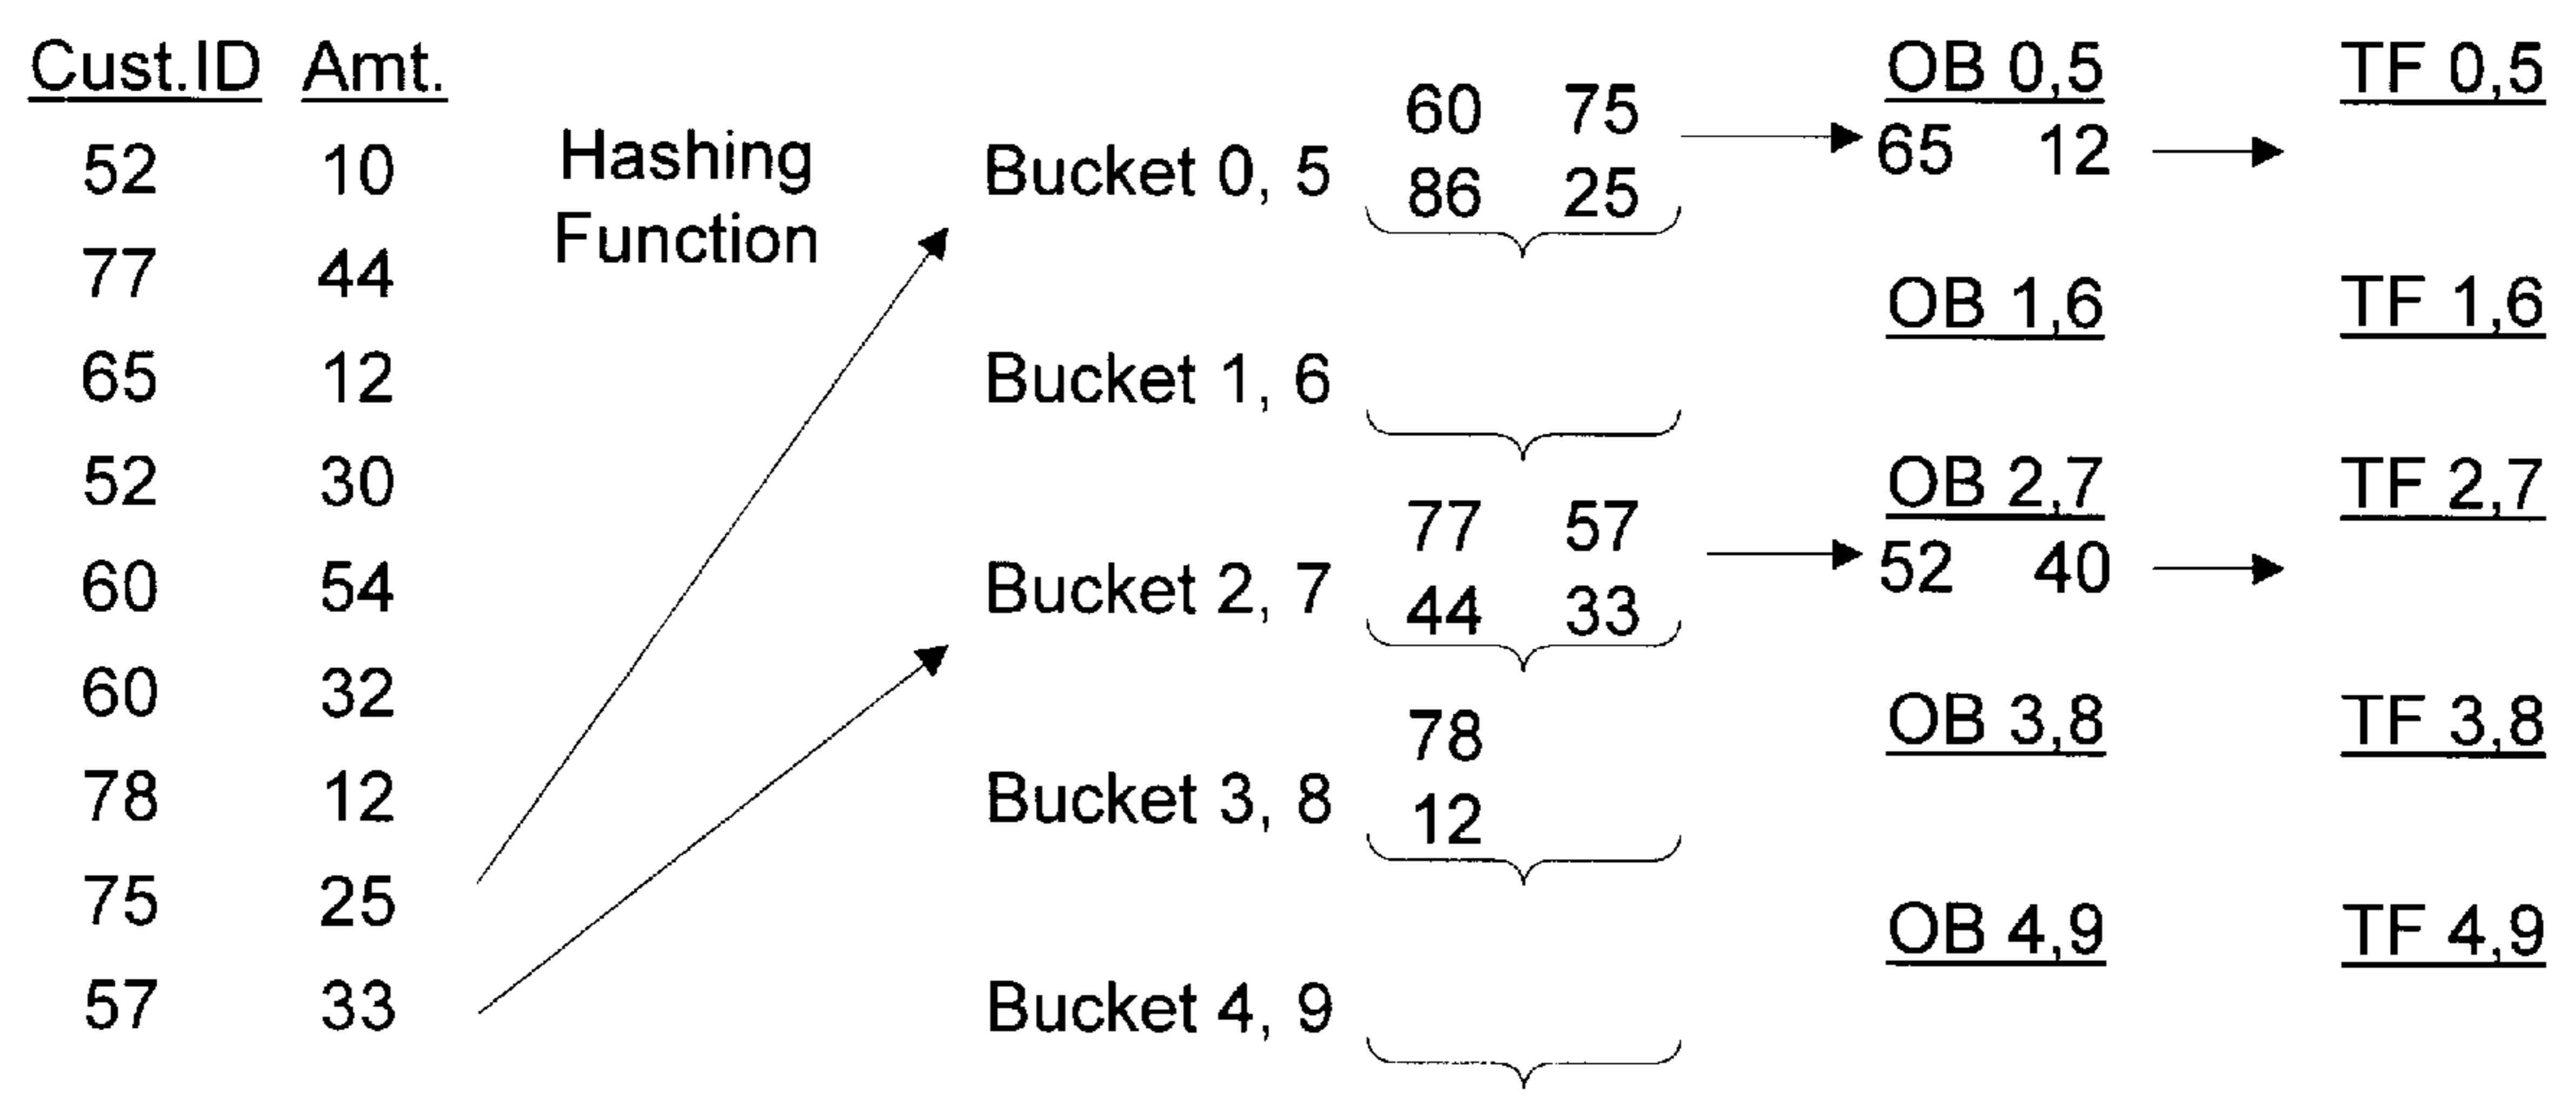 Cust.ID Amt.
52 10
77 44
65 12
52 30
60 54
60 32
78 12
75 25
57 33
Hashing
Function
Bucket 0, 5
60 75
86 25
Bucket 1, 6
Bucket 2, 7
77 57
44 33
Bucket 3, 8
78
12
Bucket 4, 9
OB 0,5
65 12
OB 1,6
OB 2,7
52 40
OB 3,8
OB 4,9
TF 0,5
TF 1,6
TF 2,7
TF 3,8
TF 4,9